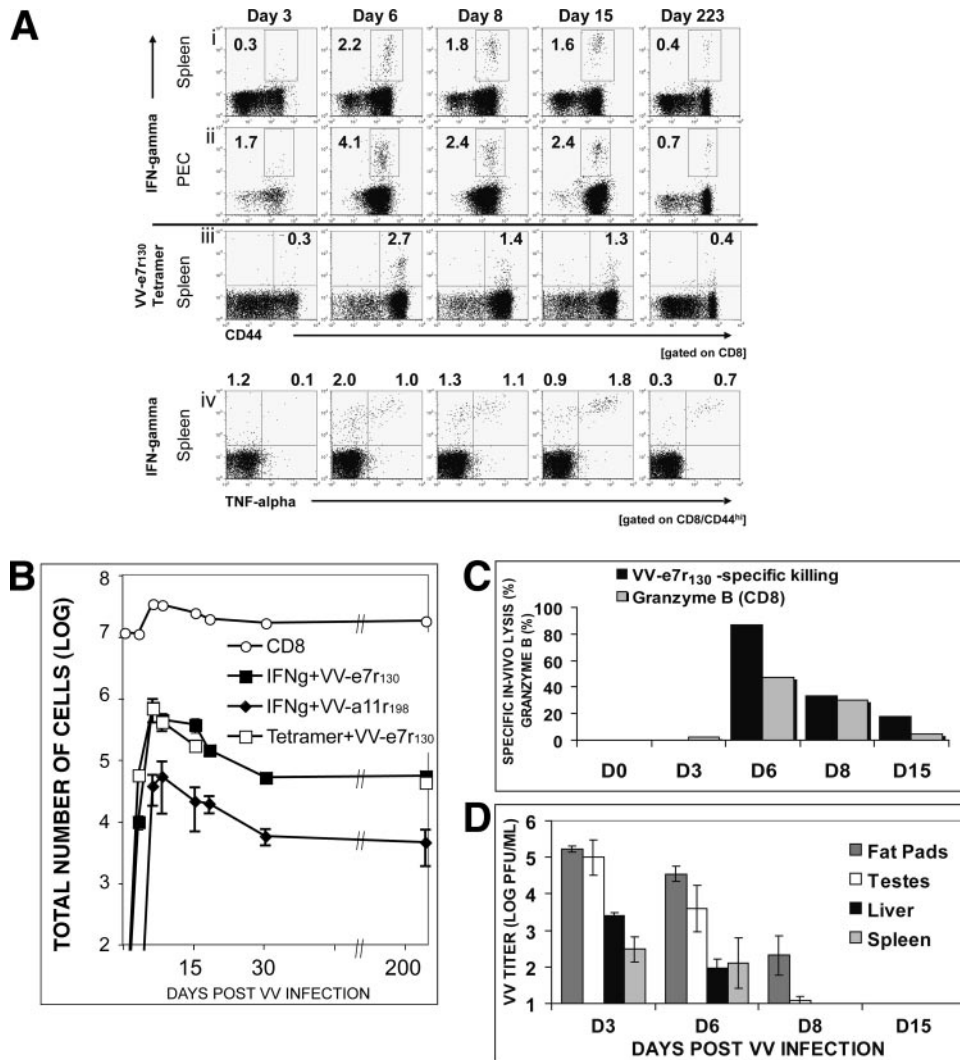 A
Day 3 Day 6 Day 8 Day 15 Day 223
i
Spleen
0.3 2.2 1.8 1.6 0.4
IFN-gamma
ii
PEC
1.7 4.1 2.4 2.4 0.7
VV-e7r130
Tetramer
iii
Spleen
0.3 2.7 1.4 1.3 0.4
CD44
[gated on CD8]
1.2 0.1 2.0 1.0 1.3 1.1 0.9 1.8 0.3 0.7
IFN-gamma
iv
Spleen
TNF-alpha
[gated on CD8/CD44hi]
B
TOTAL NUMBER OF CELLS (LOG)
8
7
6
5
4
2
CD8
IFNg+VV-e7r130
IFNg+VV-a11r198
Tetramer+VV-e7r130
15 30 200
DAYS POST VV INFECTION
C
SPECIFIC IN-VIVO LYSIS (%)
GRANZYME B (%)
VV-e7r130 -specific killing
Granzyme B (CD8)
100
80
60
40
20
D0 D3 D6 D8 D15
D
VV TITER (LOG PFU/ML)
6
5
4
3
2
1
Fat Pads
Testes
Liver
Spleen
D3 D6 D8 D15
DAYS POST VV INFECTION